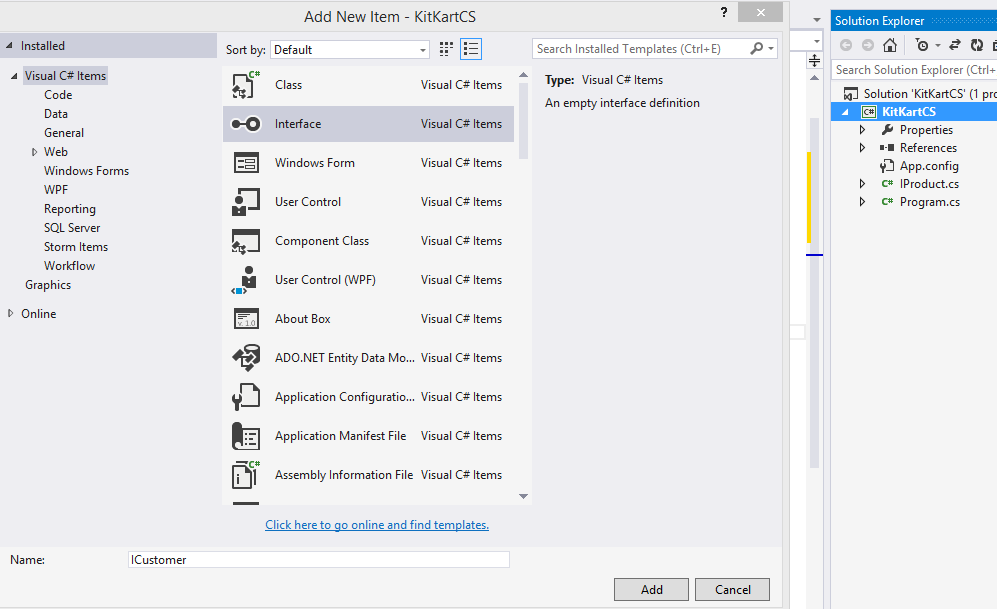 Add New Item - KitKartCS
?
Installed
Visual C# Items
Code
Data
General
Web
Windows Forms
WPF
Reporting
SQL Server
Storm Items
Workflow
Graphics
Online
Sort by: Default
Class Visual C# Items
Interface Visual C# Items
Windows Form Visual C# Items
User Control Visual C# Items
Component Class Visual C# Items
User Control (WPF) Visual C# Items
About Box Visual C# Items
ADO.NET Entity Data Mo... Visual C# Items
Application Configuratio... Visual C# Items
Application Manifest File Visual C# Items
Assembly Information File Visual C# Items
Click here to go online and find templates.
Search Installed Templates (Ctrl+E)
Type: Visual C# Items
An empty interface definition
Name: ICustomer
Add Cancel
Solution Explorer
Search Solution Explorer (Ctrl+
Solution 'KitKartCS' (1 pro
C# KitKartCS
Properties
References
App.config
C# IProduct.cs
C# Program.cs